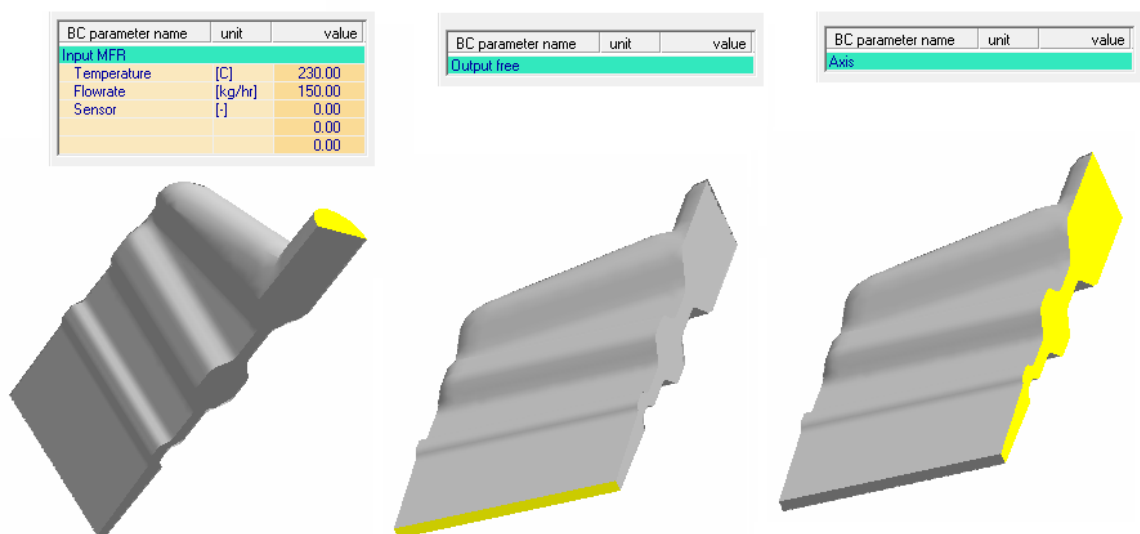 BC parameter name unit value
Input MFR
Temperature [C] 230.00
Flowrate [kg/hr] 150.00
Sensor [-] 0.00
0.00
0.00
BC parameter name unit value
Output free
BC parameter name unit value
Axis